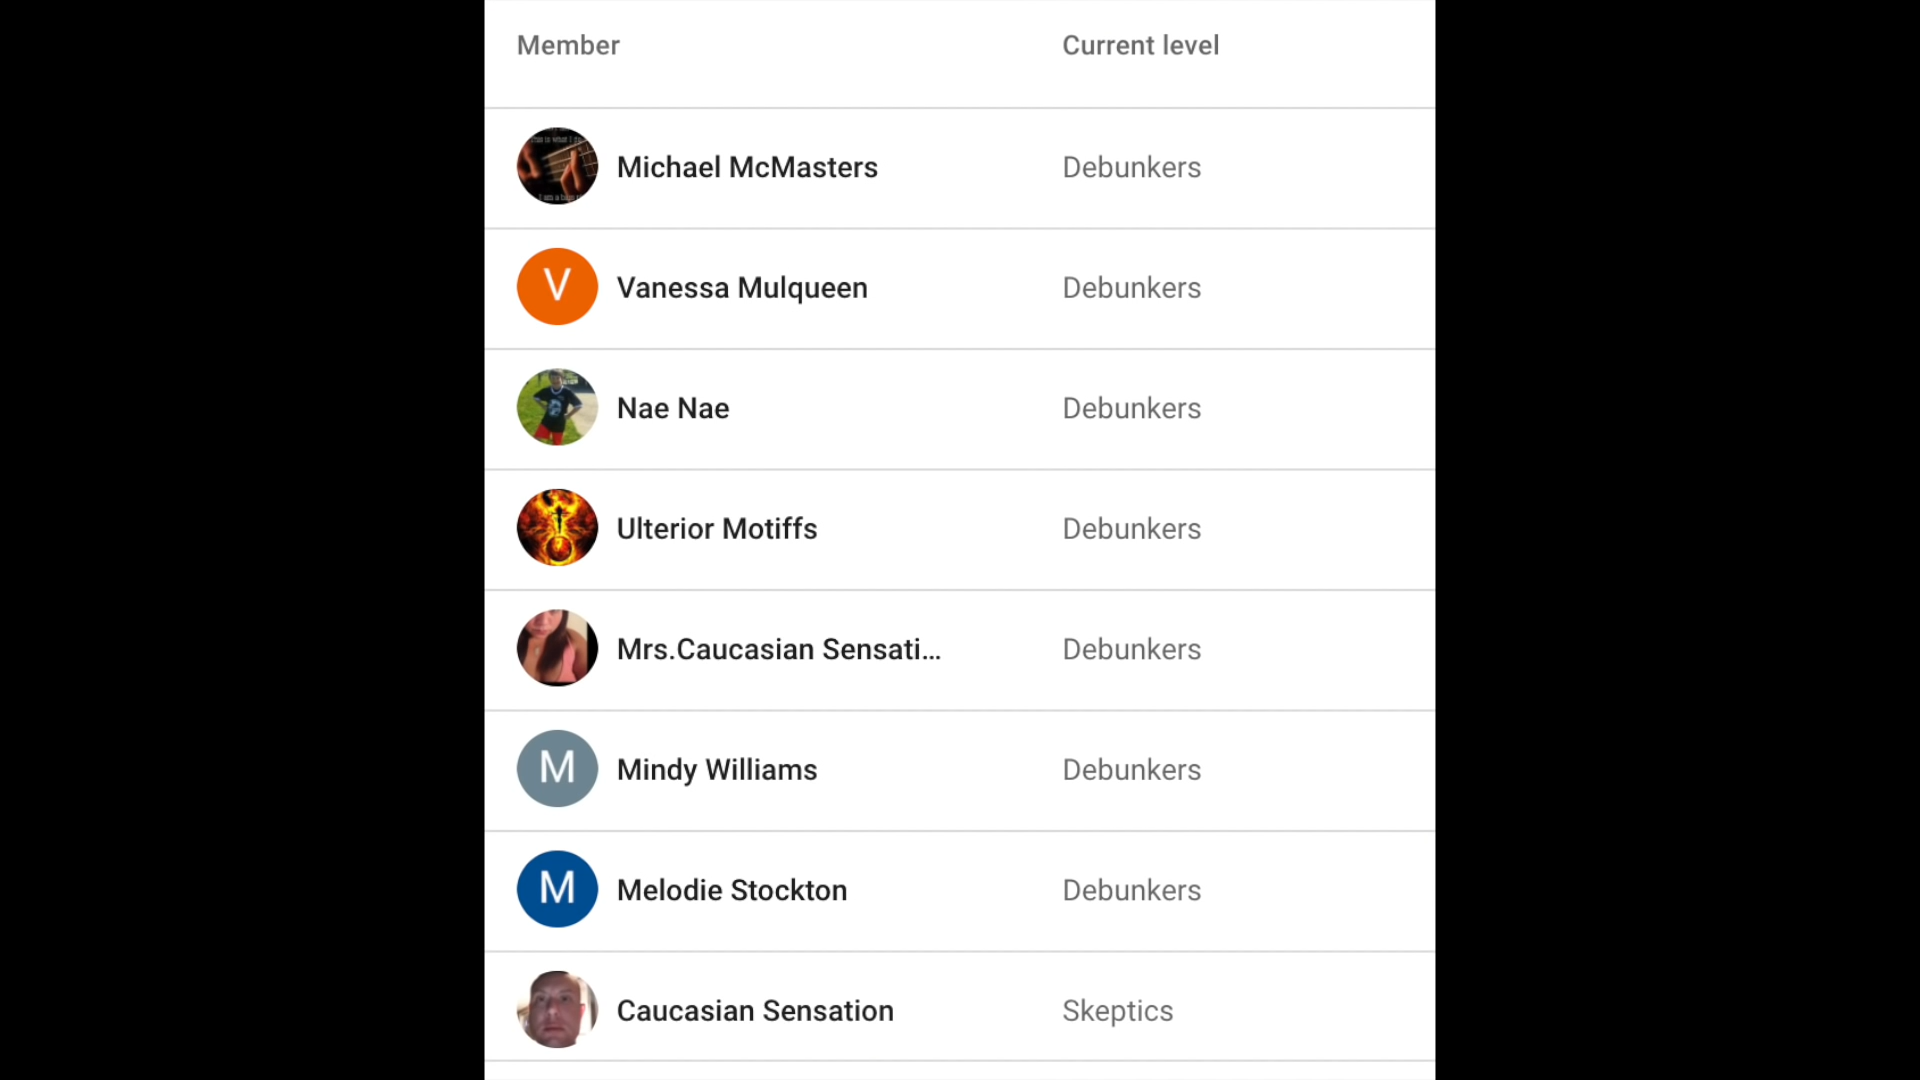 Member Current level
Michael McMasters Debunkers
V Vanessa Mulqueen Debunkers
Nae Nae Debunkers
Ulterior Motiffs Debunkers
Mrs.Caucasian Sensati... Debunkers
M Mindy Williams Debunkers
M Melodie Stockton Debunkers
Caucasian Sensation Skeptics